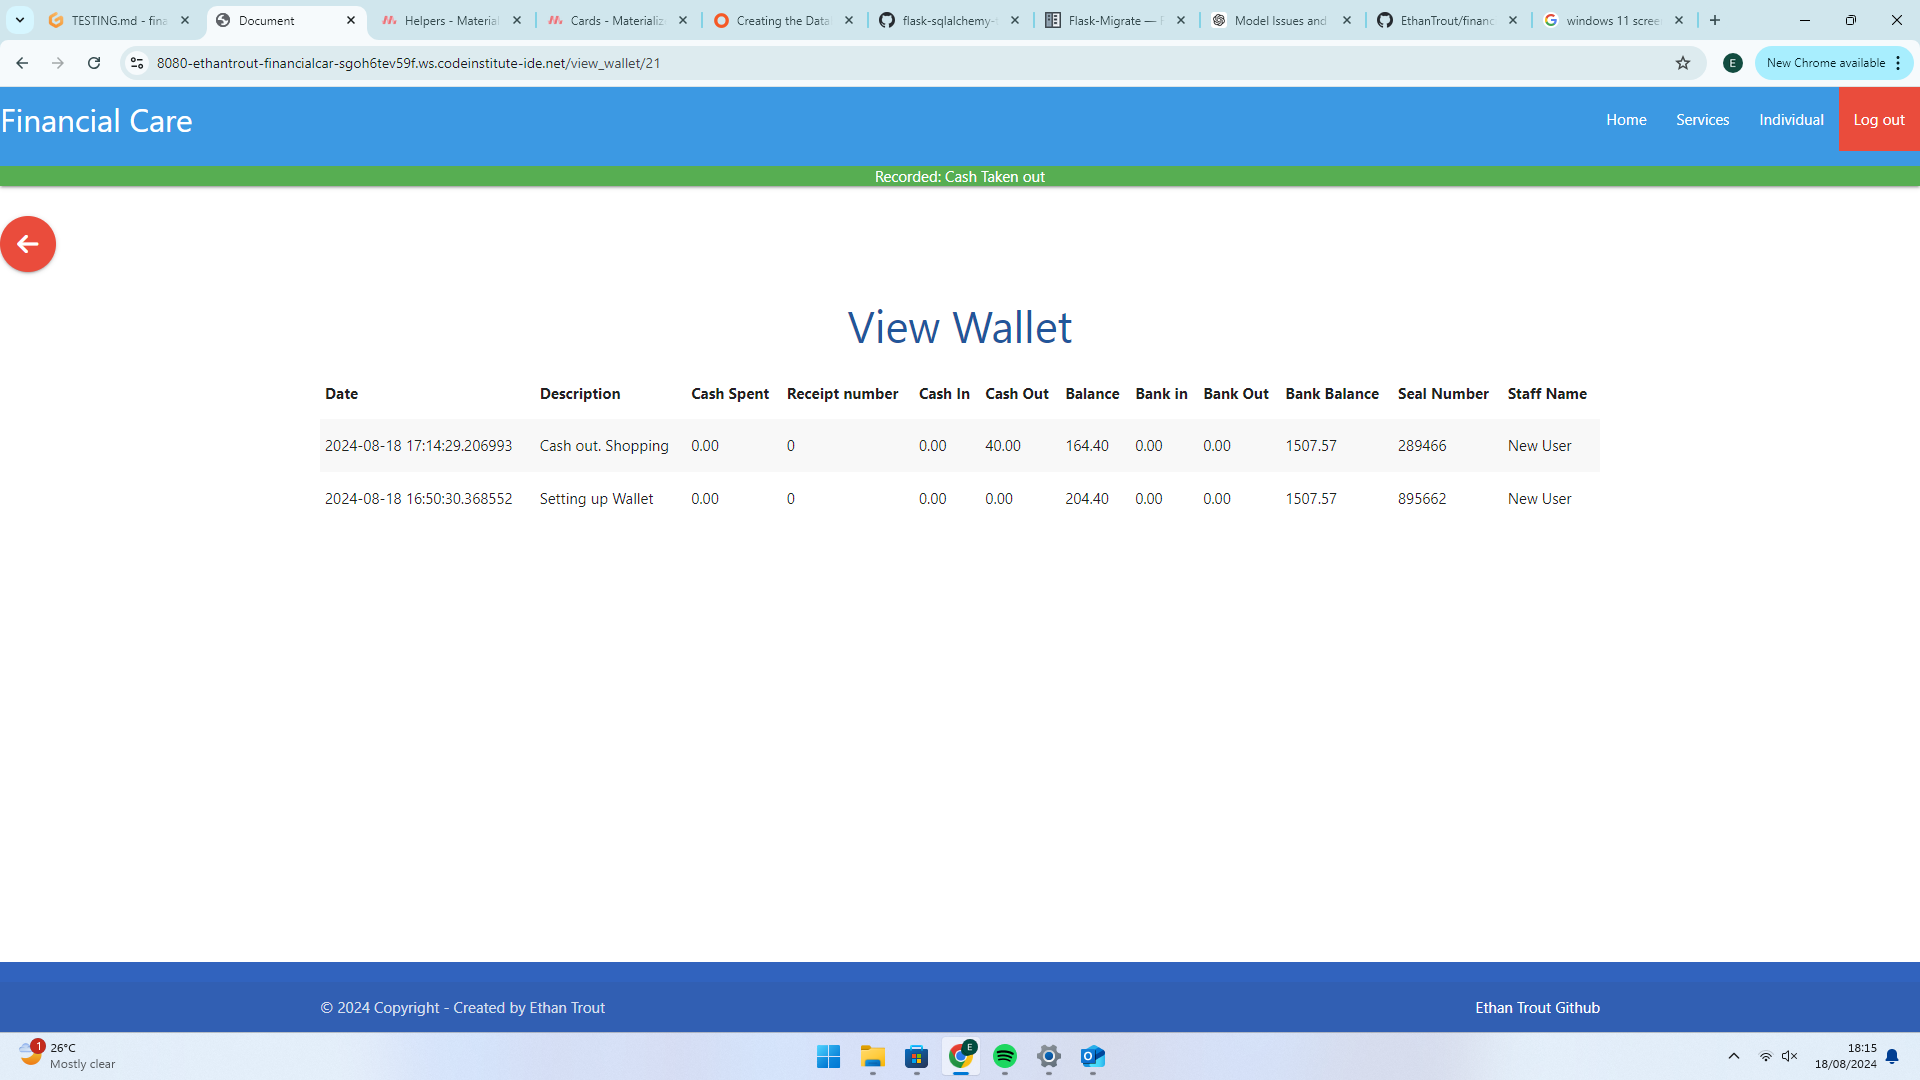 TESTING.md - fina
Document
Helpers - Material
Cards - Materializ
Creating the Data
flask-sqlalchemy-
Flask-Migrate —
Model Issues and
EthanTrout/financ
windows 11 scree
8080-ethantrout-financialcar-sgoh6tev59f.ws.codeinstitute-ide.net/view_wallet/21
E
New Chrome available
Financial Care
Home Services Individual Log out
Recorded: Cash Taken out
View Wallet
Date Description Cash Spent Receipt number Cash In Cash Out Balance Bank in Bank Out Bank Balance Seal Number Staff Name
2024-08-18 17:14:29.206993 Cash out. Shopping 0.00 0 0.00 40.00 164.40 0.00 0.00 1507.57 289466 New User
2024-08-18 16:50:30.368552 Setting up Wallet 0.00 0 0.00 0.00 204.40 0.00 0.00 1507.57 895662 New User
© 2024 Copyright - Created by Ethan Trout
Ethan Trout Github
1
26°C
Mostly clear
E
18:15
18/08/2024